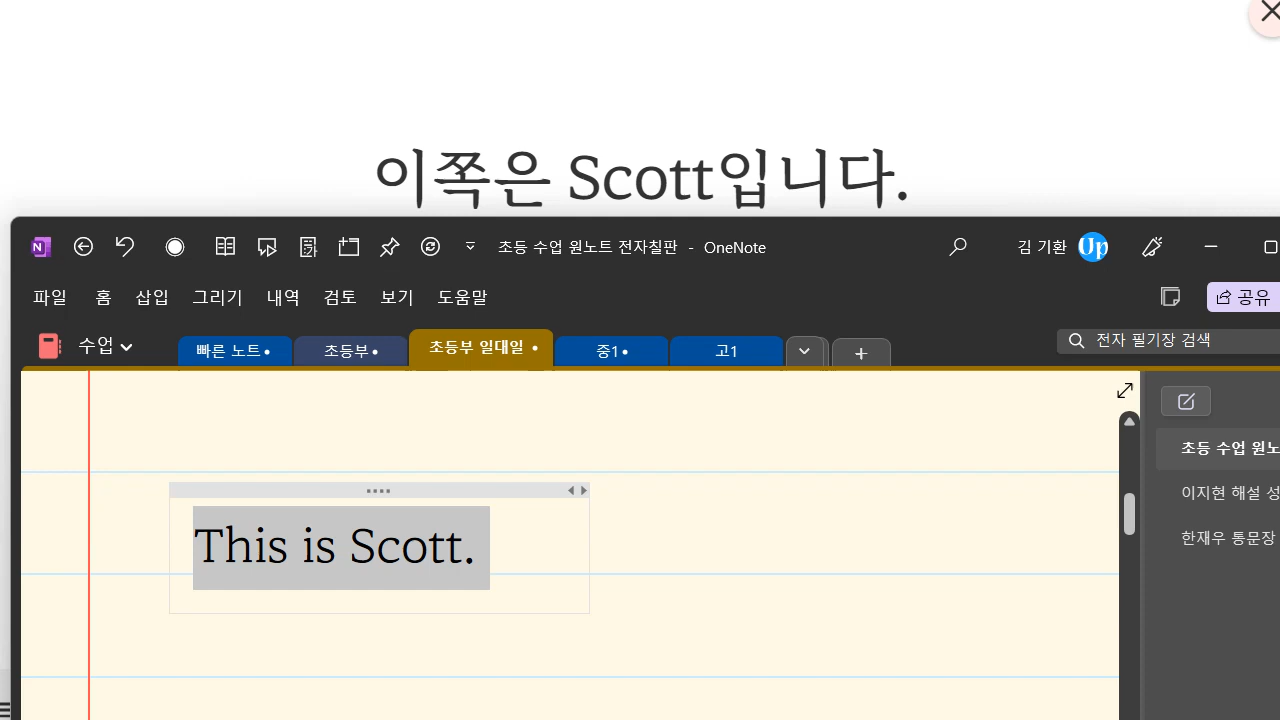 이쪽은 Scott입니다.
초등 수업 원노트 전자칠판 - OneNote
김 기환
Up
파일 홈 삽입 그리기 내역 검토 보기 도움말
공유
수업
빠른 노트•
초등부•
초등부 일대일 •
중1•
고1
+
전자 필기장 검색
초등 수업 원노
이지현 해설 성
한재우 통문장
This is Scott.